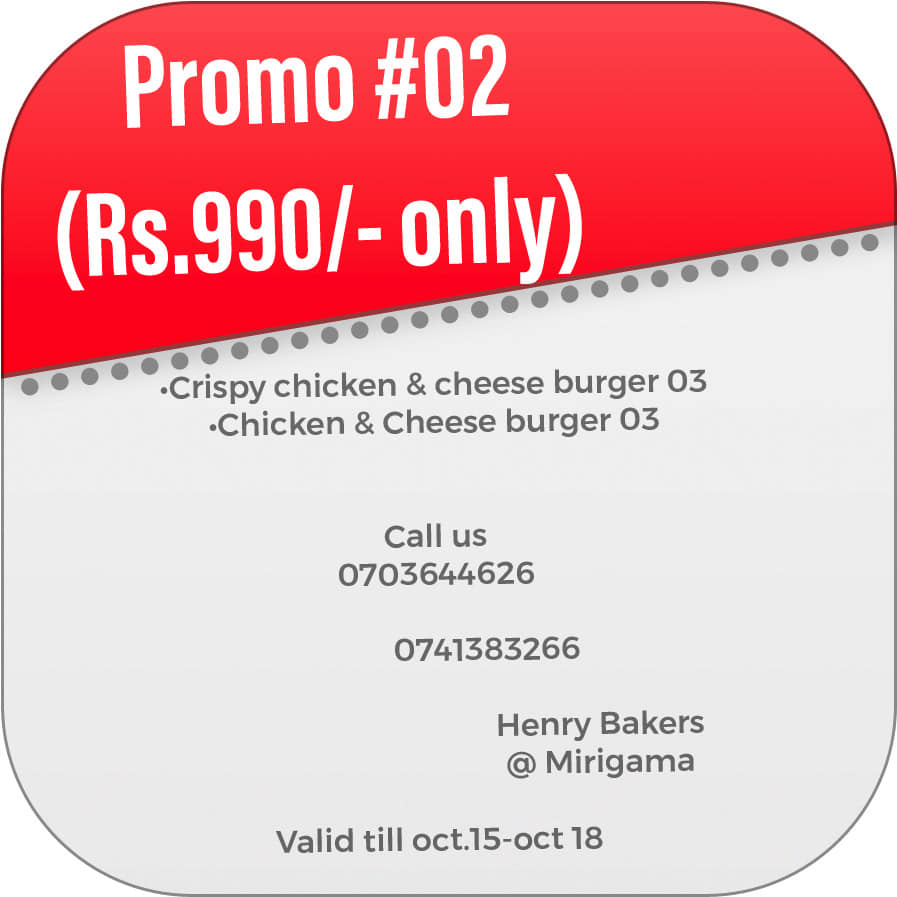 Promo #02
(Rs.990/- only)
•Crispy chicken & cheese burger 03
•Chicken & Cheese burger 03
Call us
0703644626
0741383266
Henry Bakers
@ Mirigama
Valid till oct.15-oct 18